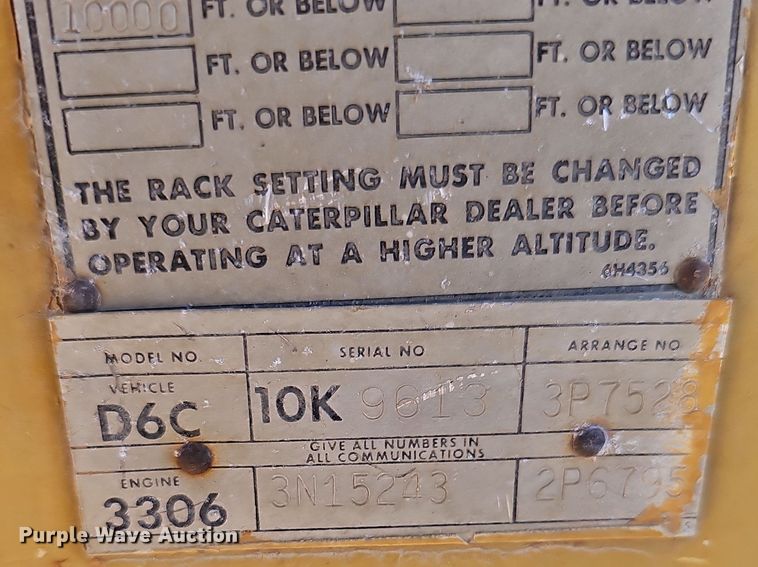 10000 FT. OR BELOW FT. OR BELOW
FT. OR BELOW FT. OR BELOW
FT. OR BELOW FT. OR BELOW
THE RACK SETTING MUST BE CHANGED
BY YOUR CATERPILLAR DEALER BEFORE
OPERATING AT A HIGHER ALTITUDE.
6H4356
MODEL NO. SERIAL NO ARRANGE NO
VEHICLE
D6C 10K 9613 3P7528
GIVE ALL NUMBERS IN
ALL COMMUNICATIONS
ENGINE
3306 3N15243 2P6795
Purple Wave Auction